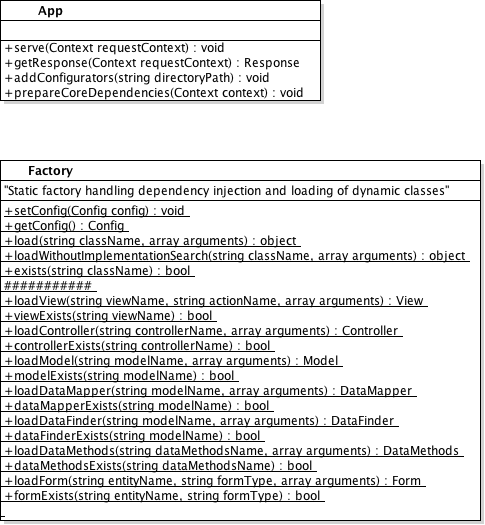 App
+serve(Context requestContext) : void
+getResponse(Context requestContext) : Response
+addConfigurators(string directoryPath) : void
+prepareCoreDependencies(Context context) : void
Factory
"Static factory handling dependency injection and loading of dynamic classes"
+setConfig(Config config) : void
+getConfig() : Config
+load(string className, array arguments) : object
+loadWithoutImplementationSearch(string className, array arguments) : object
+exists(string className) : bool
###########
+loadView(string viewName, string actionName, array arguments) : View
+viewExists(string viewName) : bool
+loadController(string controllerName, array arguments) : Controller
+controllerExists(string controllerName) : bool
+loadModel(string modelName, array arguments) : Model
+modelExists(string modelName) : bool
+loadDataMapper(string modelName, array arguments) : DataMapper
+dataMapperExists(string modelName) : bool
+loadDataFinder(string modelName, array arguments) : DataFinder
+dataFinderExists(string modelName) : bool
+loadDataMethods(string dataMethodsName, array arguments) : DataMethods
+dataMethodsExists(string dataMethodsName) : bool
+loadForm(string entityName, string formType, array arguments) : Form
+formExists(string entityName, string formType) : bool